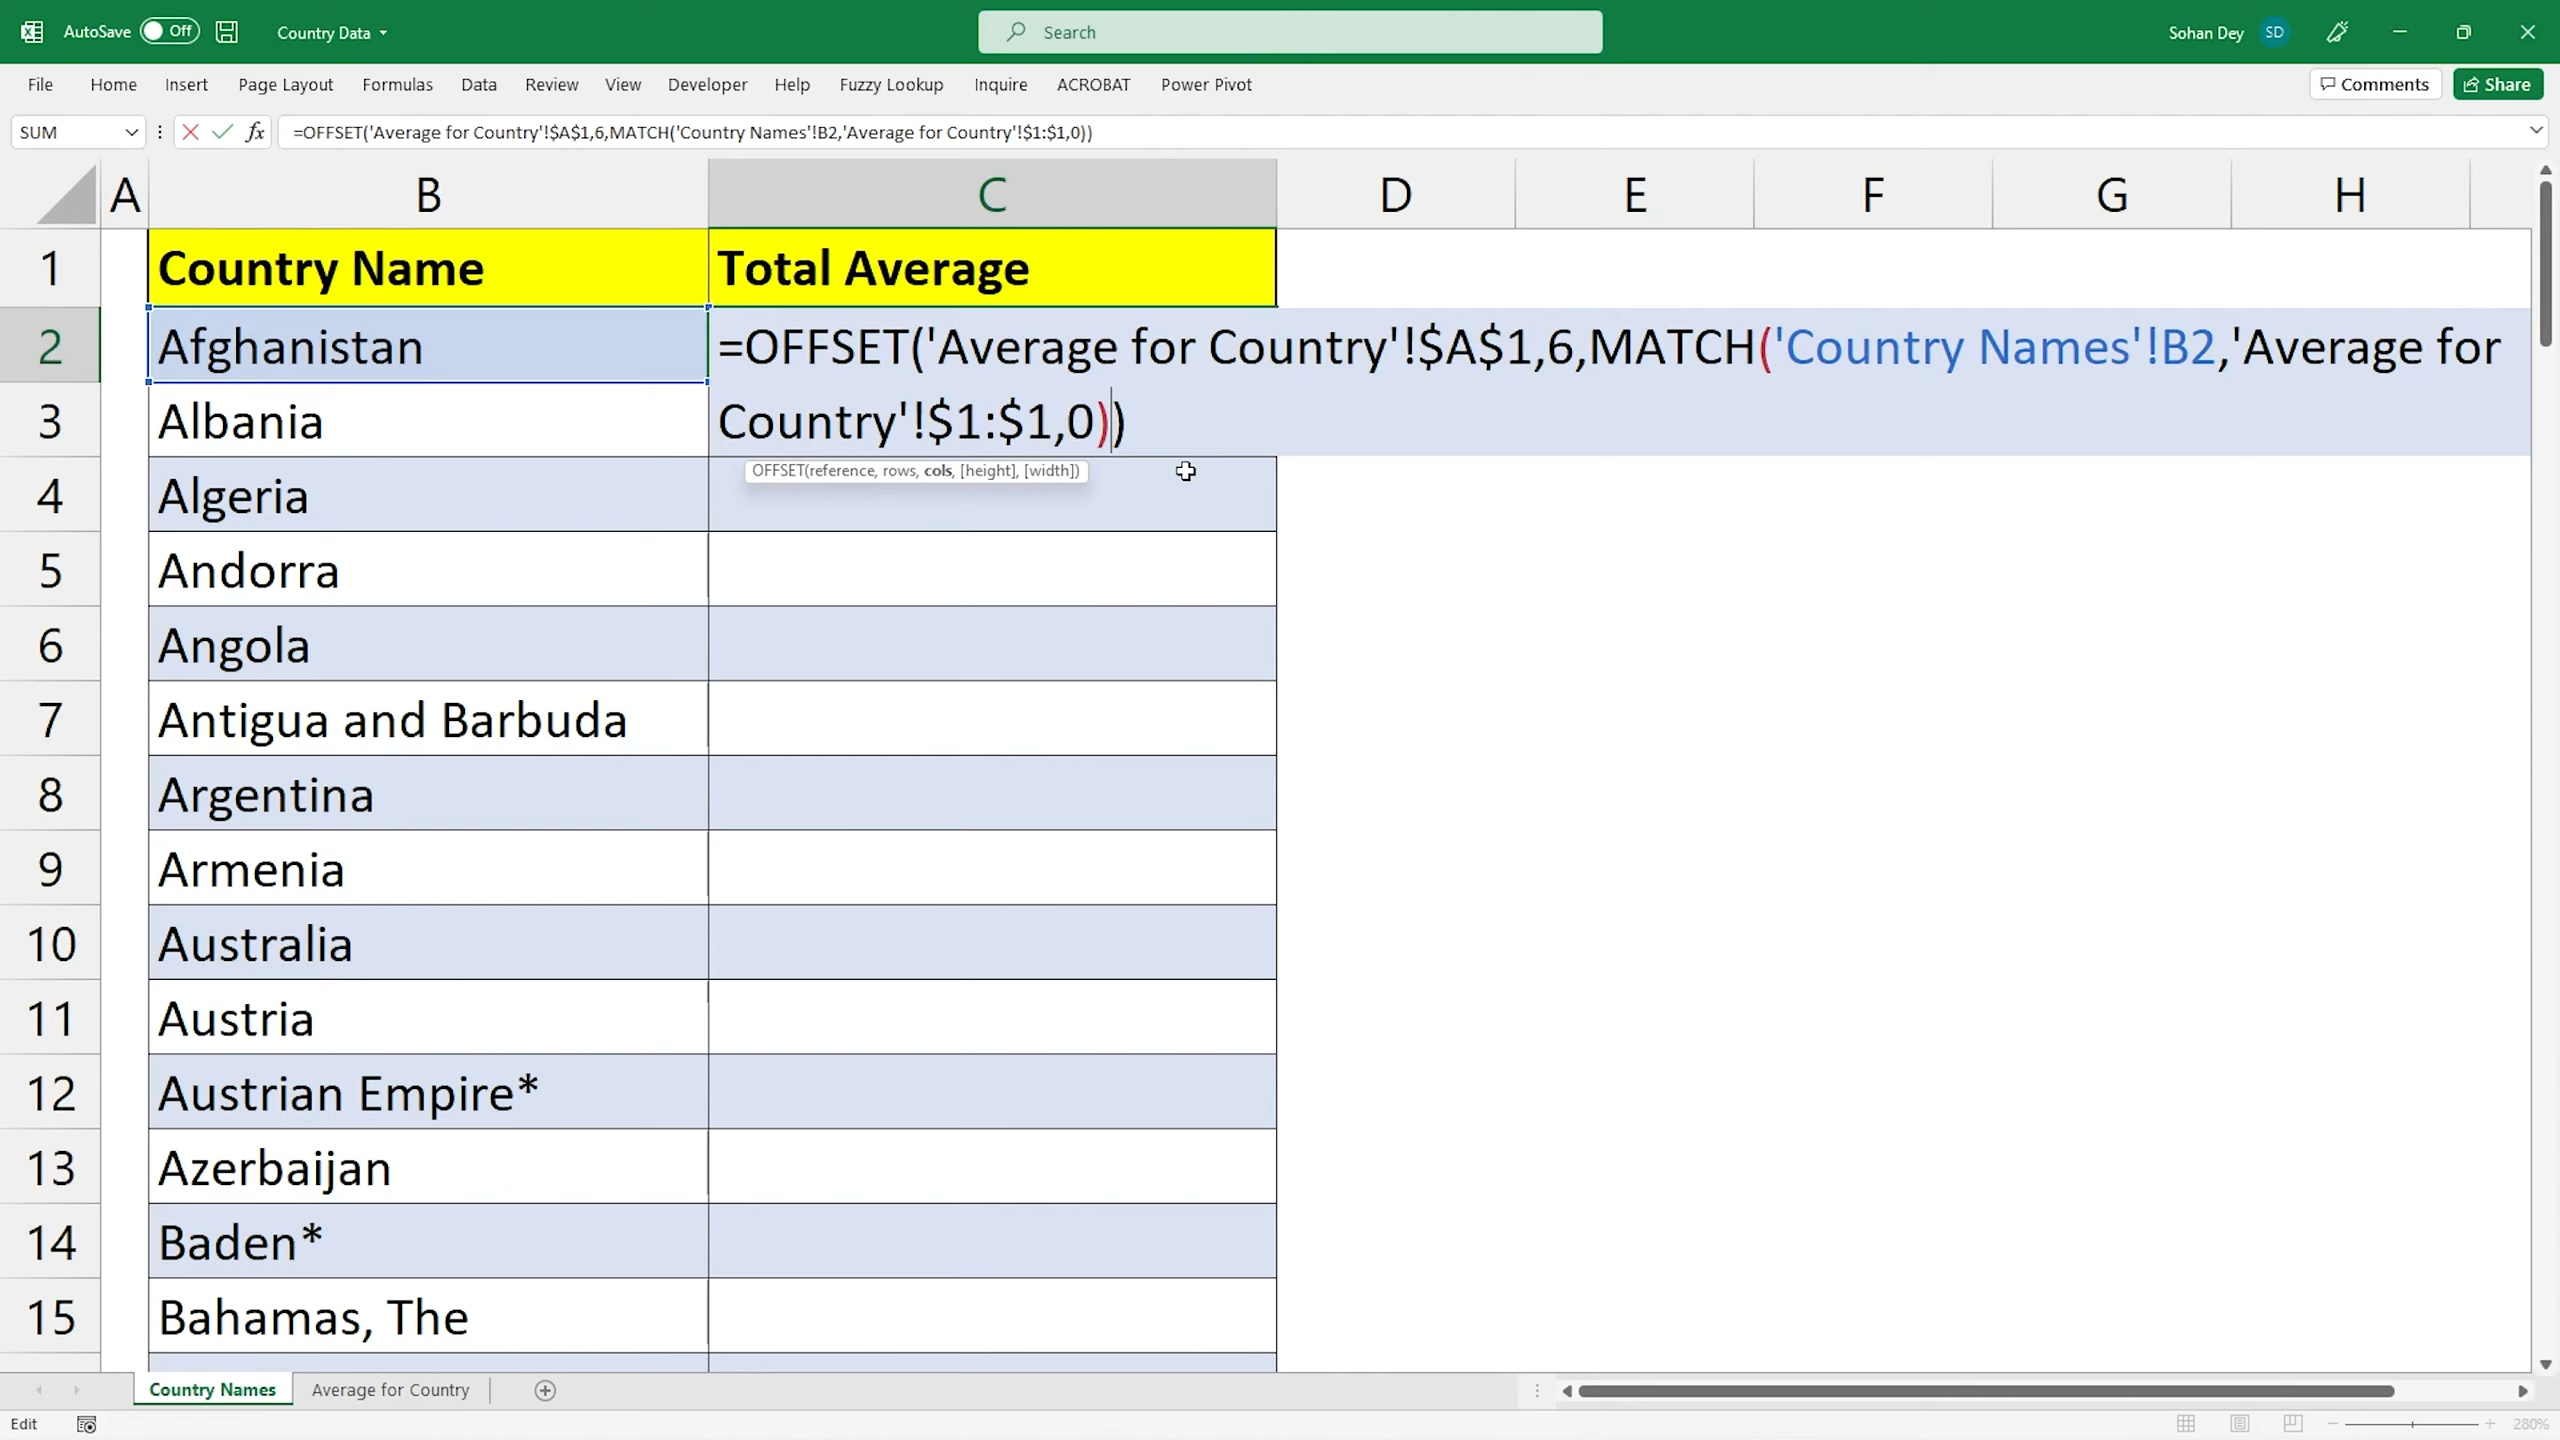 AutoSave Off Country Data Search Sohan Dey SD
File Home Insert Page Layout Formulas Data Review View Developer Help Fuzzy Lookup Inquire ACROBAT Power Pivot Comments Share
SUM fx =OFFSET('Average for Country'!$A$1,6,MATCH('Country Names'!B2,'Average for Country'!$1:$1,0))
A B C D E F G H
1 Country Name Total Average
2 Afghanistan =OFFSET('Average for Country'!$A$1,6,MATCH('Country Names'!B2,'Average for
3 Albania Country'!$1:$1,0))
OFFSET(reference, rows, cols, [height], [width])
4 Algeria
5 Andorra
6 Angola
7 Antigua and Barbuda
8 Argentina
9 Armenia
10 Australia
11 Austria
12 Austrian Empire*
13 Azerbaijan
14 Baden*
15 Bahamas, The
Country Names Average for Country
Edit 280%